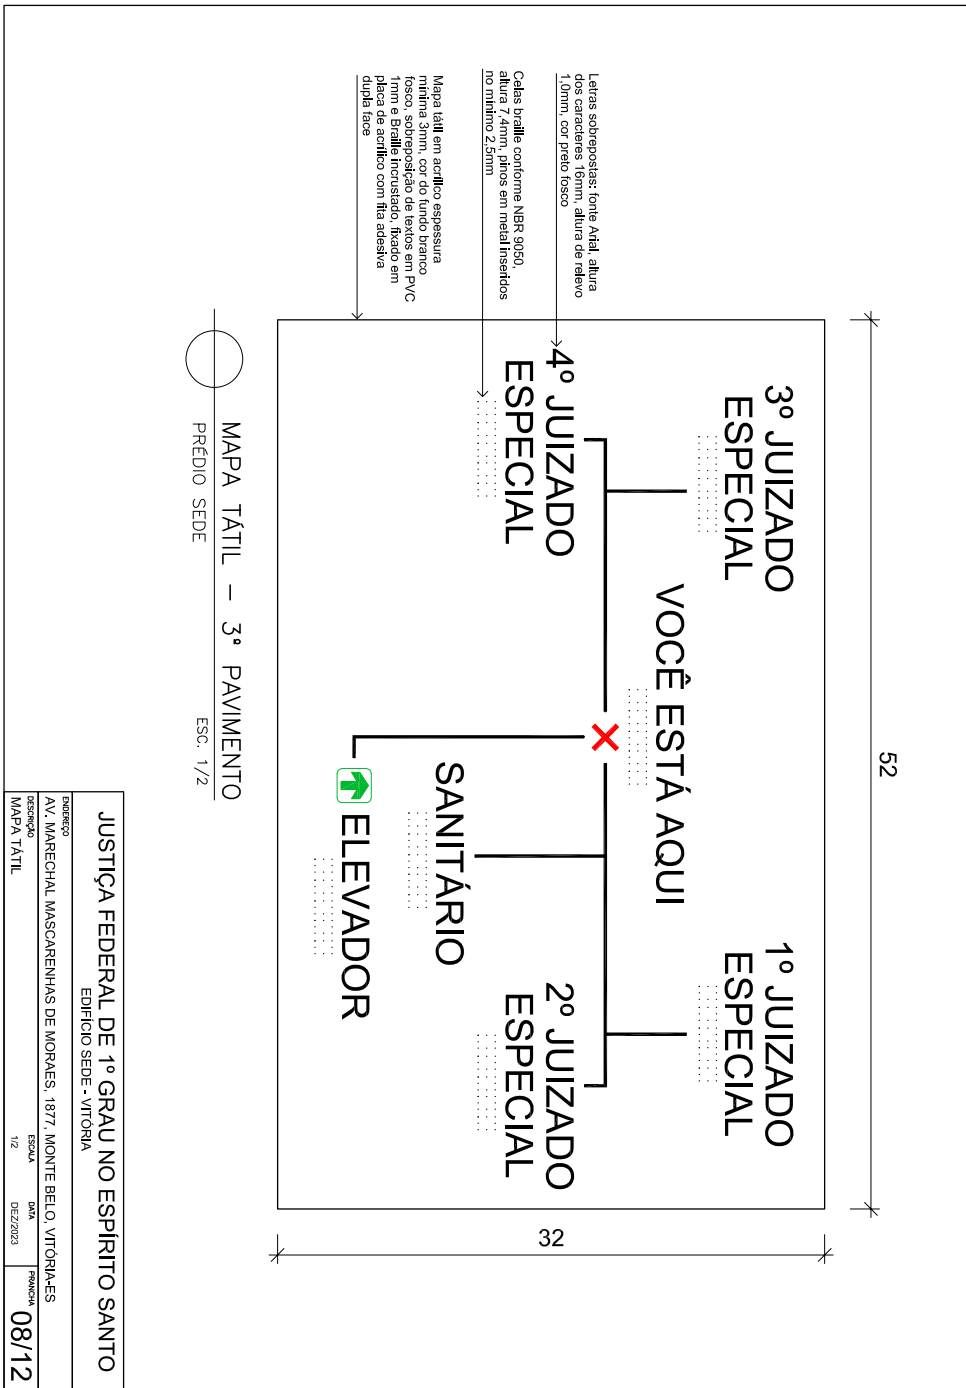 52
32
Letras sobrepostas: fonte Arial, altura
dos caracteres 16mm, altura de relevo
1,0mm, cor preto fosco
Celas braille conforme NBR 9050,
altura 7,4mm, pinos em metal inseridos
no mínimo 2,5mm
Mapa tátil em acrílico espessura
mínima 3mm, cor do fundo branco
fosco, sobreposição de textos em PVC
1mm e Braille incrustado, fixado em
placa de acrílico com fita adesiva
dupla face
3º JUIZADO
ESPECIAL
1º JUIZADO
ESPECIAL
VOCÊ ESTÁ AQUI
4º JUIZADO
ESPECIAL
2º JUIZADO
ESPECIAL
SANITÁRIO
ELEVADOR
MAPA TÁTIL - 3º PAVIMENTO
PRÉDIO SEDE
ESC. 1/2
JUSTIÇA FEDERAL DE 1º GRAU NO ESPÍRITO SANTO
EDIFÍCIO SEDE - VITÓRIA
ENDEREÇO
AV. MARECHAL MASCARENHAS DE MORAES, 1877, MONTE BELO, VITÓRIA-ES
DESCRIÇÃO
MAPA TÁTIL
ESCALA
1/2
DATA
DEZ/2023
PRANCHA
08/12